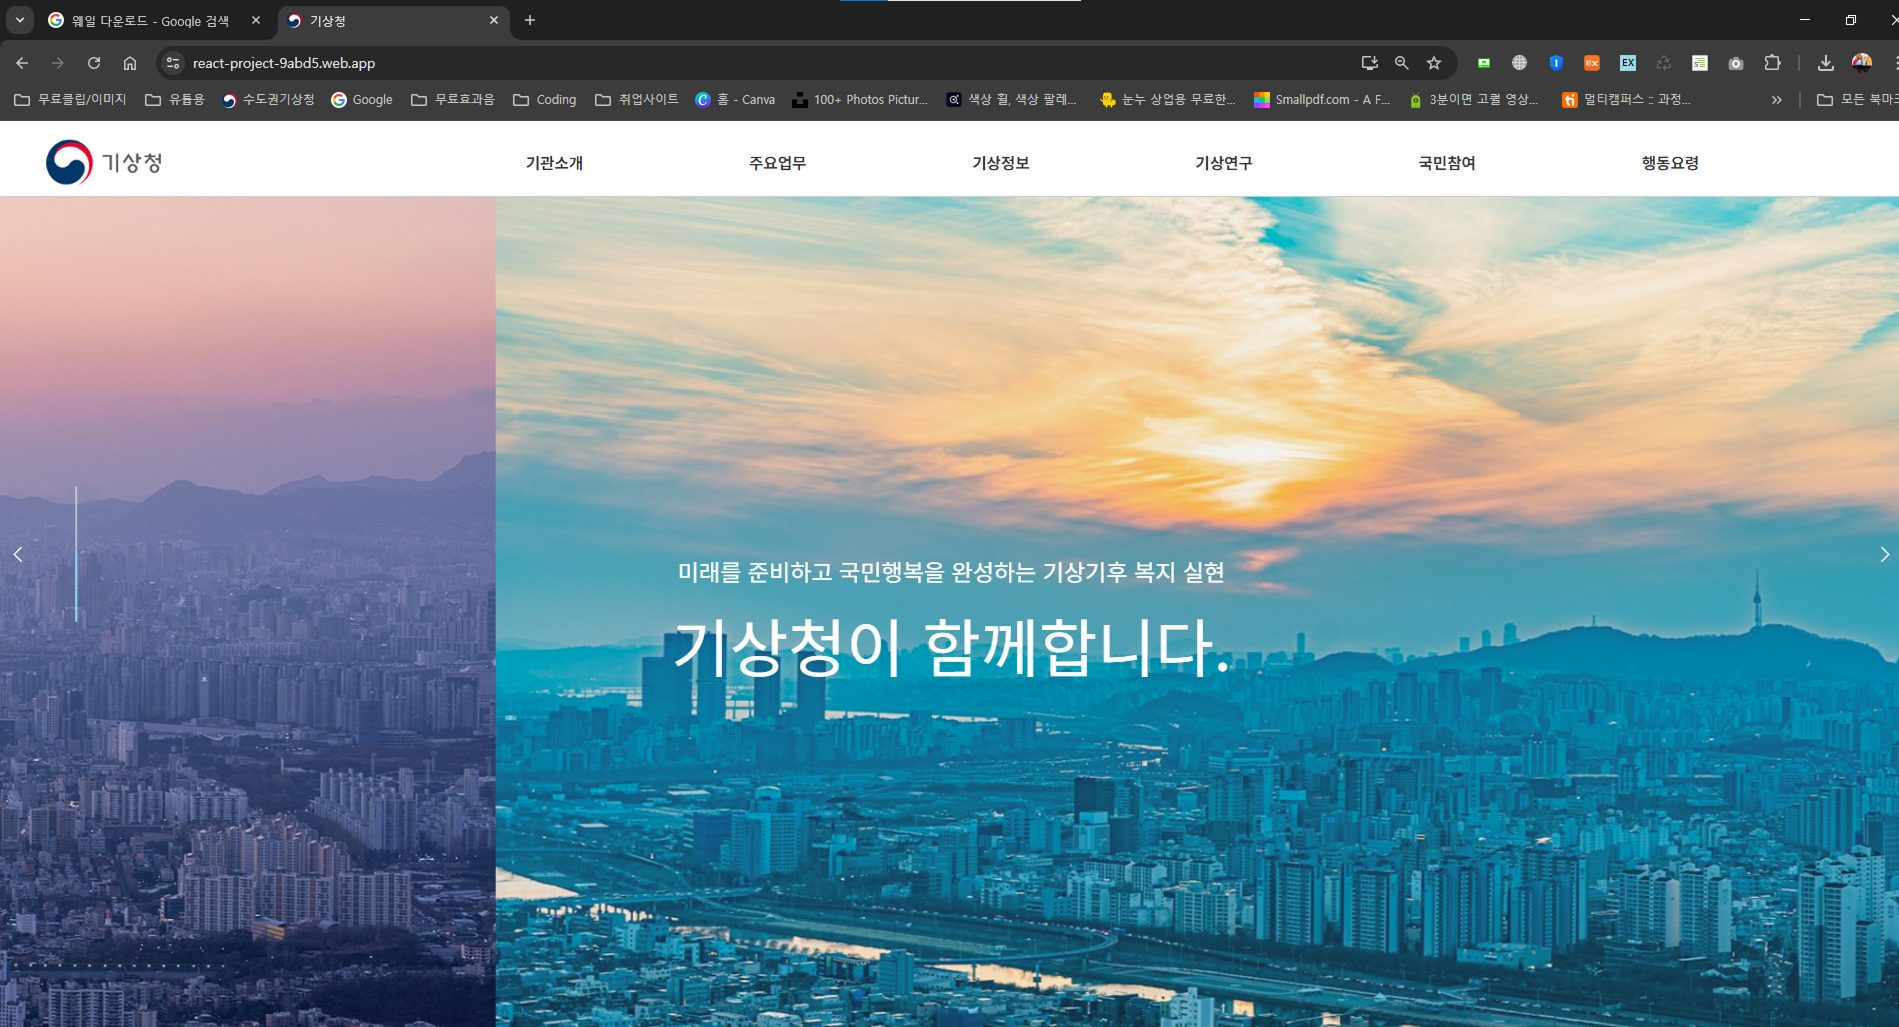 웨일 다운로드 - Google 검색
기상청
react-project-9abd5.web.app
무료클립/이미지
유튭용
수도권기상청
Google
무료효과음
Coding
취업사이트
홈 - Canva
100+ Photos Pictur...
색상 휠, 색상 팔레...
눈누 상업용 무료한...
Smallpdf.com - A F...
3분이면 고퀄 영상...
멀티캠퍼스 :: 과정...
모든 북마크
기상청
기관소개
주요업무
기상정보
기상연구
국민참여
행동요령
미래를 준비하고 국민행복을 완성하는 기상기후 복지 실현
기상청이 함께합니다.